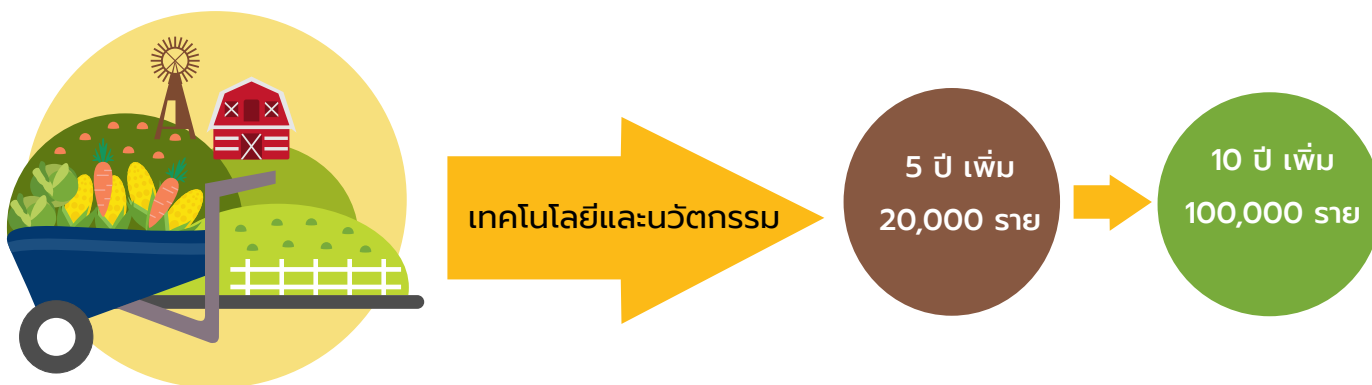 เทคโนโลยีและนวัตกรรม
5 ปี เพิ่ม
20,000 ราย
10 ปี เพิ่ม
100,000 ราย